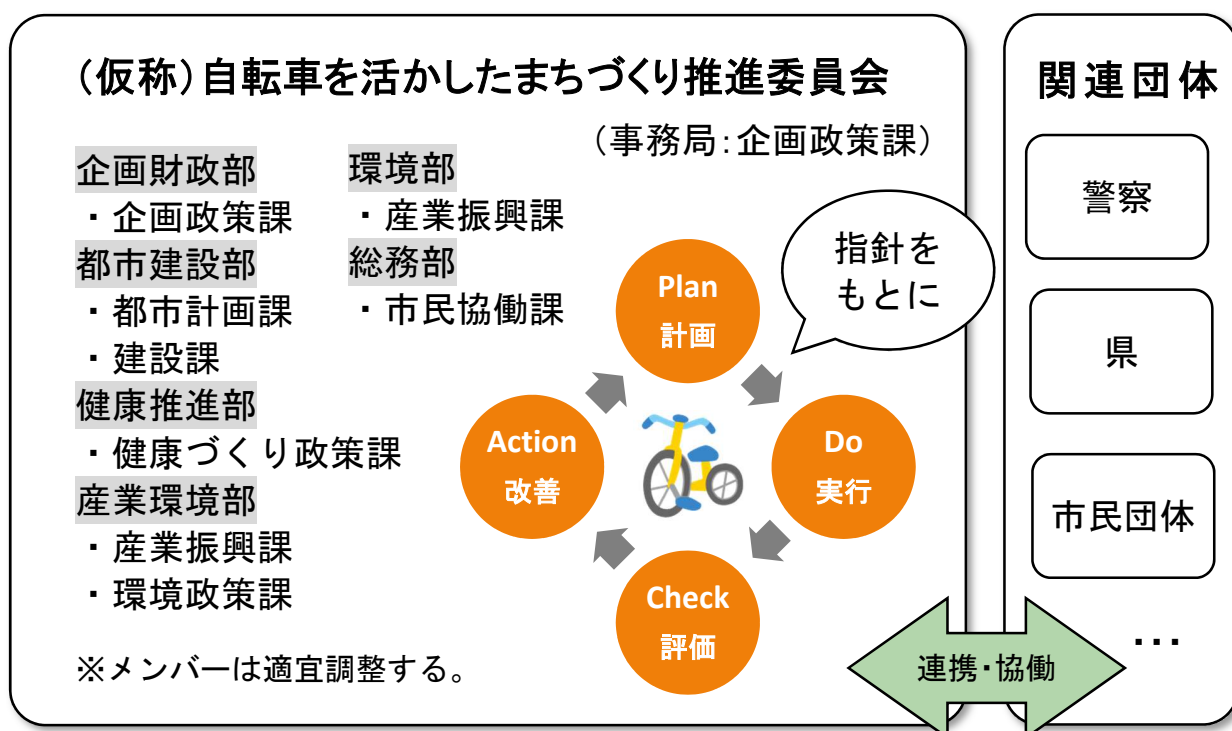 （仮称）自転車を活かしたまちづくり推進委員会
（事務局：企画政策課）
企画財政部
・企画政策課
都市建設部
・都市計画課
・建設課
健康推進部
・健康づくり政策課
産業環境部
・産業振興課
・環境政策課
環境部
・産業振興課
総務部
・市民協働課
※メンバーは適宜調整する。
指針を
もとに
Plan
計画
Do
実行
Check
評価
Action
改善
連携・協働
関連団体
警察
県
市民団体
…